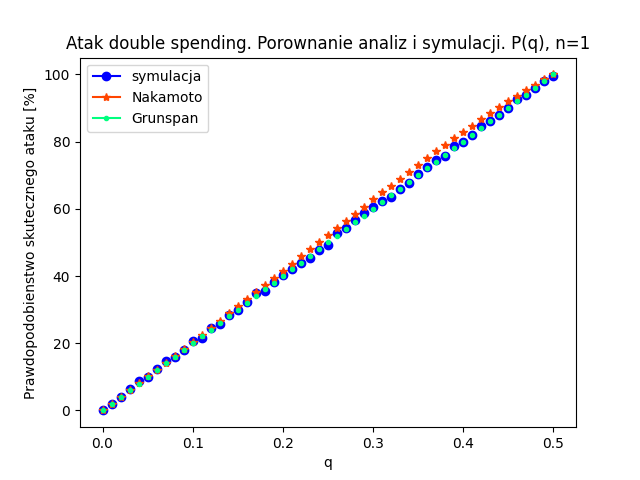 Atak double spending. Porownanie analiz i symulacji. P(q), n=1
Prawdopodobienstwo skutecznego ataku [%]
100
80
60
40
20
0
symulacja
Nakamoto
Grunspan
0.0 0.1 0.2 0.3 0.4 0.5
q